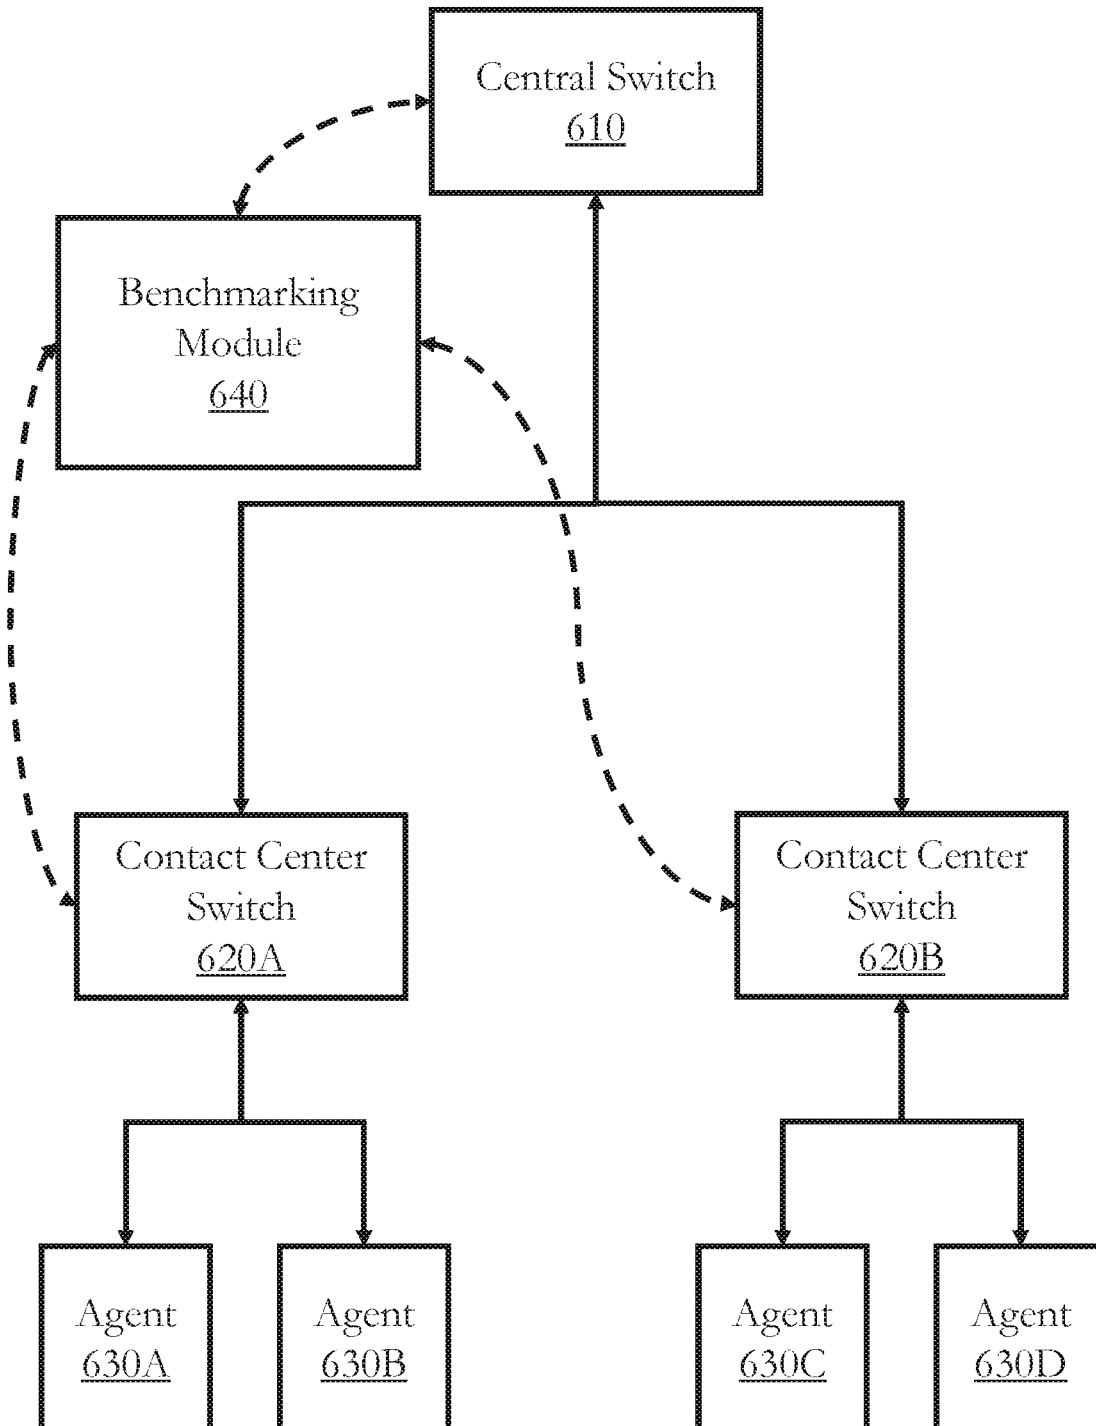 Central Switch
610
Benchmarking
Module
640
Contact Center
Switch
620A
Contact Center
Switch
620B
Agent
630A
Agent
630B
Agent
630C
Agent
630D